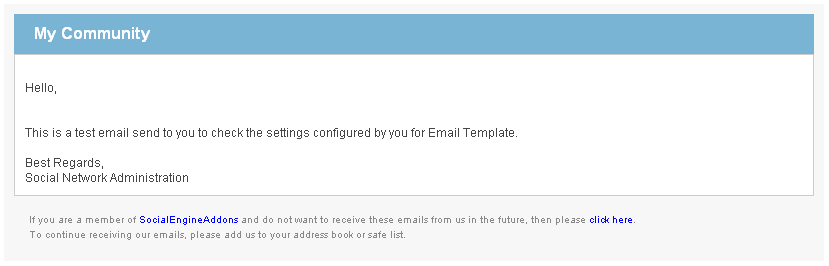 My Community
Hello,
This is a test email send to you to check the settings configured by you for Email Template.
Best Regards,
Social Network Administration
If you are a member of SocialEngineAddons and do not want to receive these emails from us in the future, then please click here.
To continue receiving our emails, please add us to your address book or safe list.